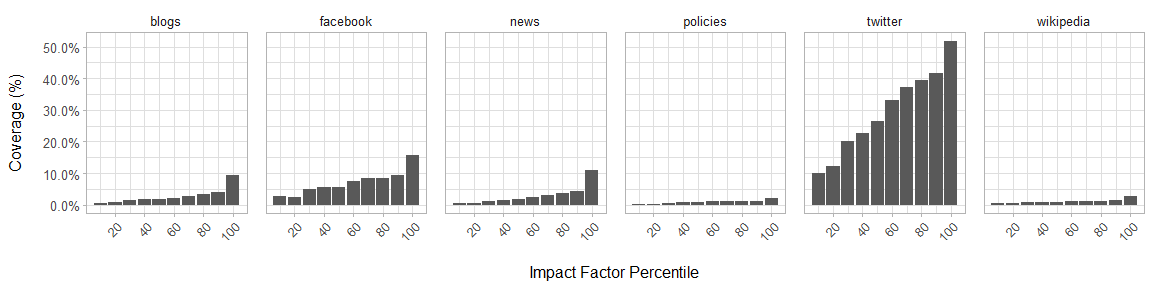 blogs facebook news policies twitter wikipedia
Coverage (%)
50.0%
40.0%
30.0%
20.0%
10.0%
0.0%
20 40 60 80 100 20 40 60 80 100 20 40 60 80 100 20 40 60 80 100 20 40 60 80 100 20 40 60 80 100
Impact Factor Percentile